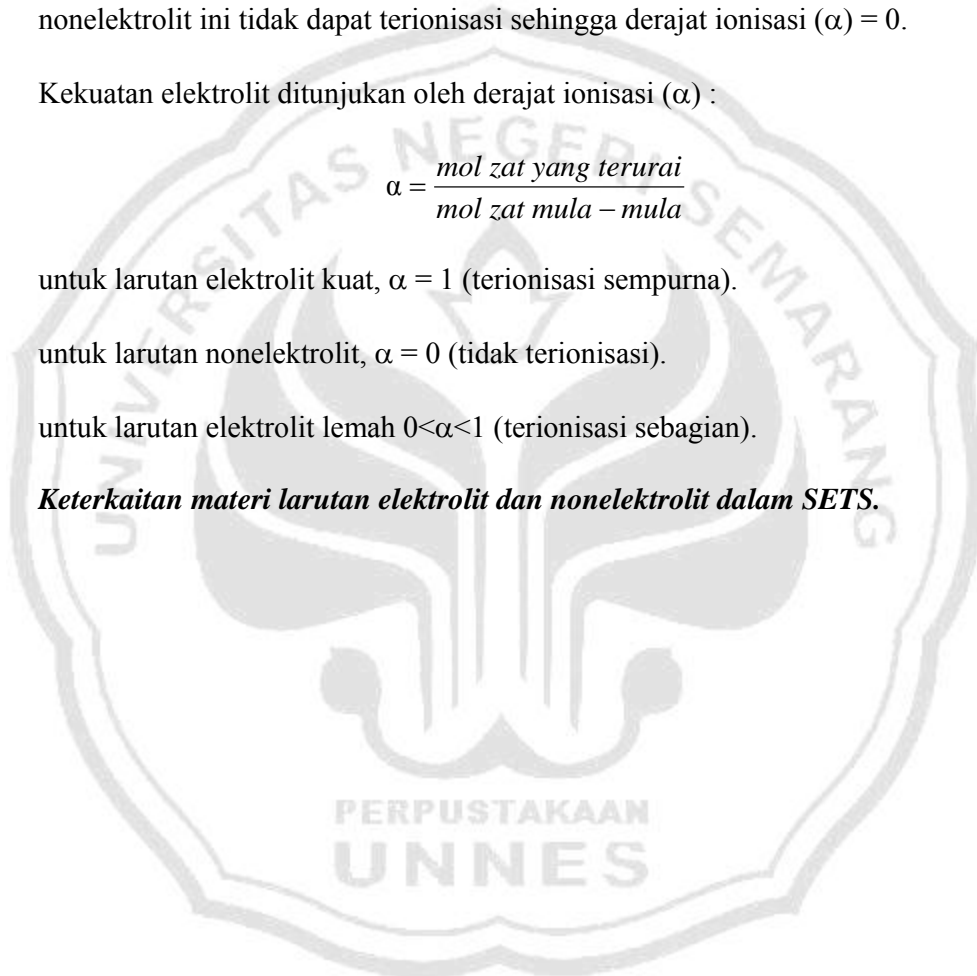 nonelektrolit ini tidak dapat terionisasi sehingga derajat ionisasi (α) = 0.
Kekuatan elektrolit ditunjukan oleh derajat ionisasi (α) :
α = mol zat yang terurai
mol zat mula – mula
untuk larutan elektrolit kuat, α = 1 (terionisasi sempurna).
untuk larutan nonelektrolit, α = 0 (tidak terionisasi).
untuk larutan elektrolit lemah 0<α<1 (terionisasi sebagian).
Keterkaitan materi larutan elektrolit dan nonelektrolit dalam SETS.
UNIVERSITAS NEGERI SEMARANG
PERPUSTAKAAN
UNNES